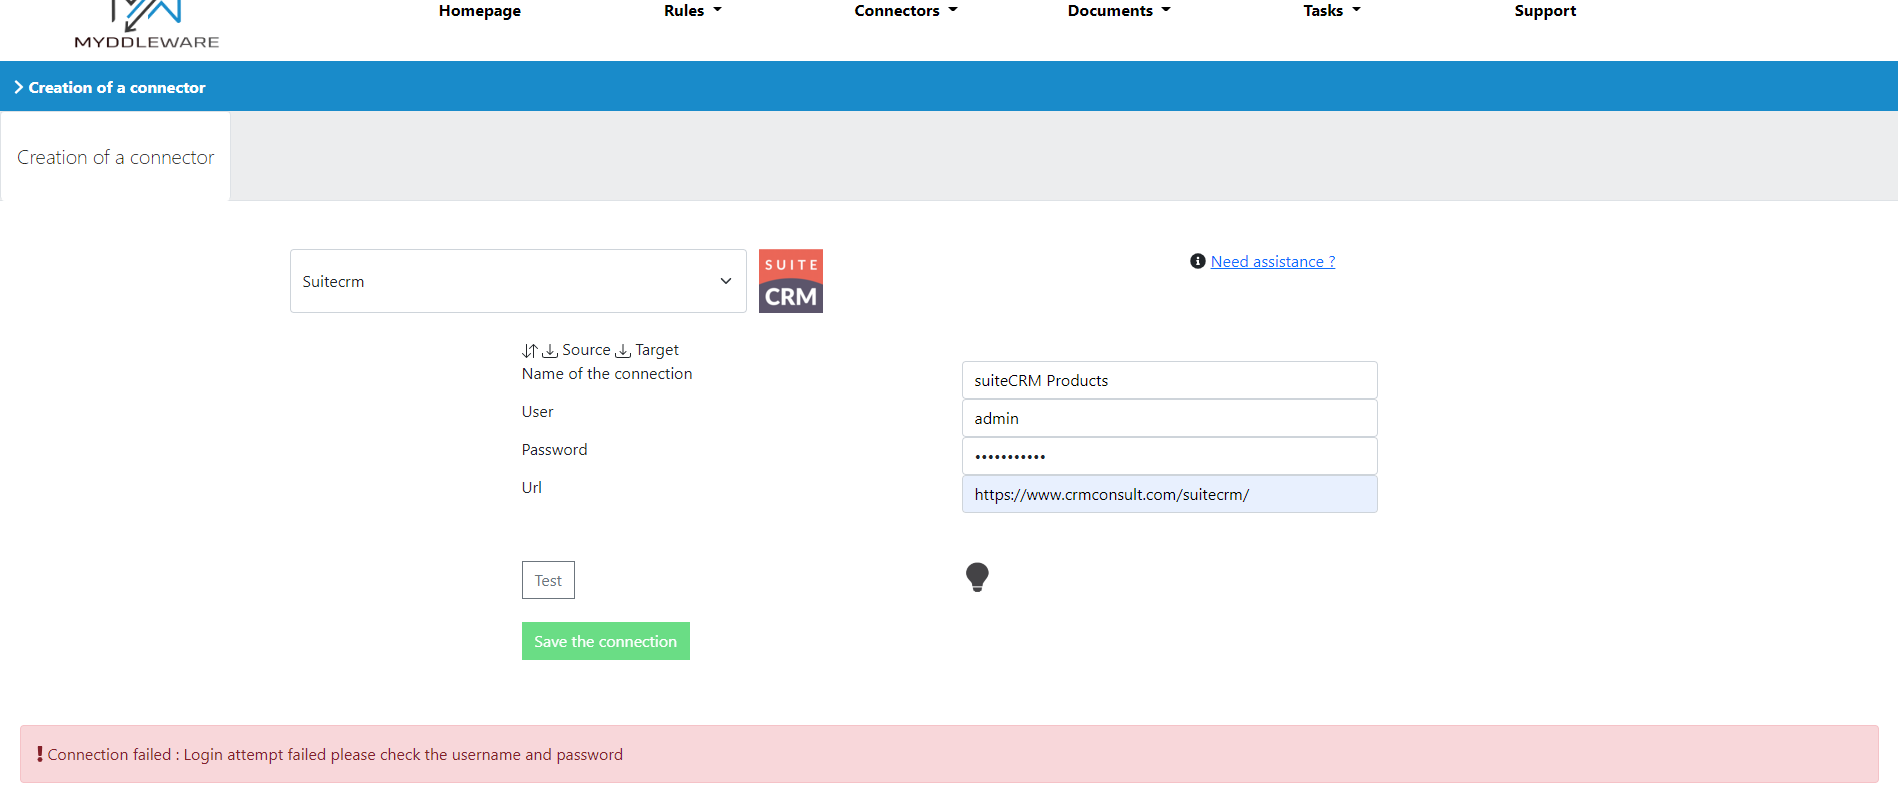 MYDDLEWARE
Homepage Rules Connectors Documents Tasks Support
Creation of a connector
Creation of a connector
Suitecrm
SUITE
CRM
Need assistance ?
Source Target
Name of the connection
suiteCRM Products
User
admin
Password
•••••••••••
Url
https://www.crmconsult.com/suitecrm/
Test
Save the connection
Connection failed : Login attempt failed please check the username and password